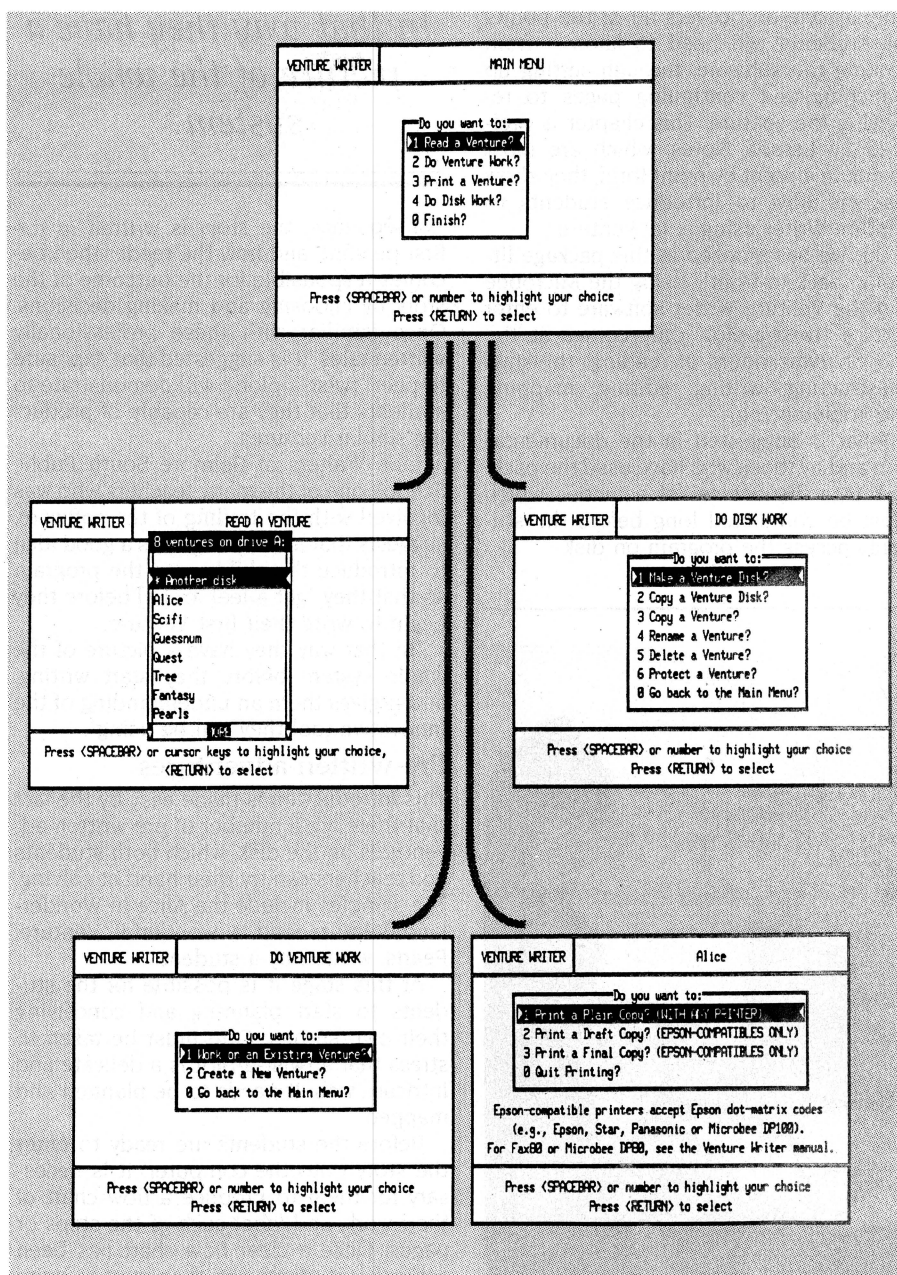 VENTURE WRITER MAIN MENU
Do you want to:
1 Read a Venture?
2 Do Venture Work?
3 Print a Venture?
4 Do Disk Work?
0 Finish?
Press <SPACEBAR> or number to highlight your choice
Press <RETURN> to select
VENTURE WRITER READ A VENTURE
8 ventures on drive A:
* Another disk
Alice
Scifi
Guessnum
Quest
Tree
Fantasy
Pearls
Press <SPACEBAR> or cursor keys to highlight your choice,
<RETURN> to select
VENTURE WRITER DO DISK WORK
Do you want to:
1 Make a Venture Disk?
2 Copy a Venture Disk?
3 Copy a Venture?
4 Rename a Venture?
5 Delete a Venture?
6 Protect a Venture?
0 Go back to the Main Menu?
Press <SPACEBAR> or number to highlight your choice
Press <RETURN> to select
VENTURE WRITER DO VENTURE WORK
Do you want to:
1 Work on an Existing Venture?
2 Create a New Venture?
0 Go back to the Main Menu?
Press <SPACEBAR> or number to highlight your choice
Press <RETURN> to select
VENTURE WRITER Alice
Do you want to:
1 Print a Plain Copy? (WITH ANY PRINTER)
2 Print a Draft Copy? (EPSON-COMPATIBLES ONLY)
3 Print a Final Copy? (EPSON-COMPATIBLES ONLY)
0 Quit Printing?
Epson-compatible printers accept Epson dot-matrix codes
(e.g., Epson, Star, Panasonic or Microbee DP100).
For Fax80 or Microbee DP80, see the Venture Writer manual.
Press <SPACEBAR> or number to highlight your choice
Press <RETURN> to select